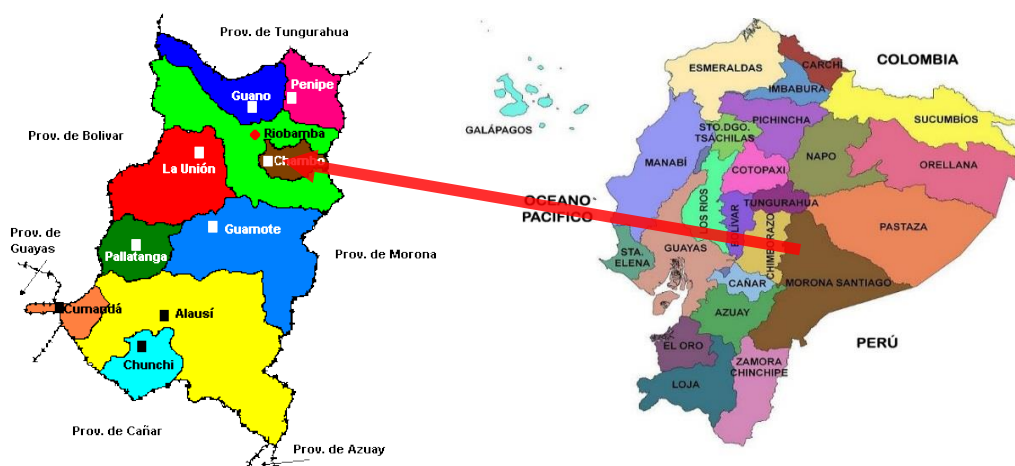 Prov. de Tungurahua
Guano
Penipe
Prov. de Bolivar
Riobamba
La Unión
Chambo
Guamote
Prov. de
Guayas
Pallatanga
Prov. de Morona
Cumandá
Alausí
Chunchi
Prov. de Cañar
Prov. de Azuay
COLOMBIA
ESMERALDAS
CARCHI
IMBABURA
SUCUMBÍOS
GALÁPAGOS
PICHINCHA
STO.DGO.
TSÁCHILAS
NAPO
ORELLANA
MANABÍ
COTOPAXI
OCEANO
PACIFICO
LOS RIOS
BOLIVAR
TUNGURAHUA
CHIMBORAZO
PASTAZA
STA.
ELENA
GUAYAS
CAÑAR
MORONA SANTIAGO
AZUAY
PERÚ
EL ORO
ZAMORA
CHINCHIPE
LOJA